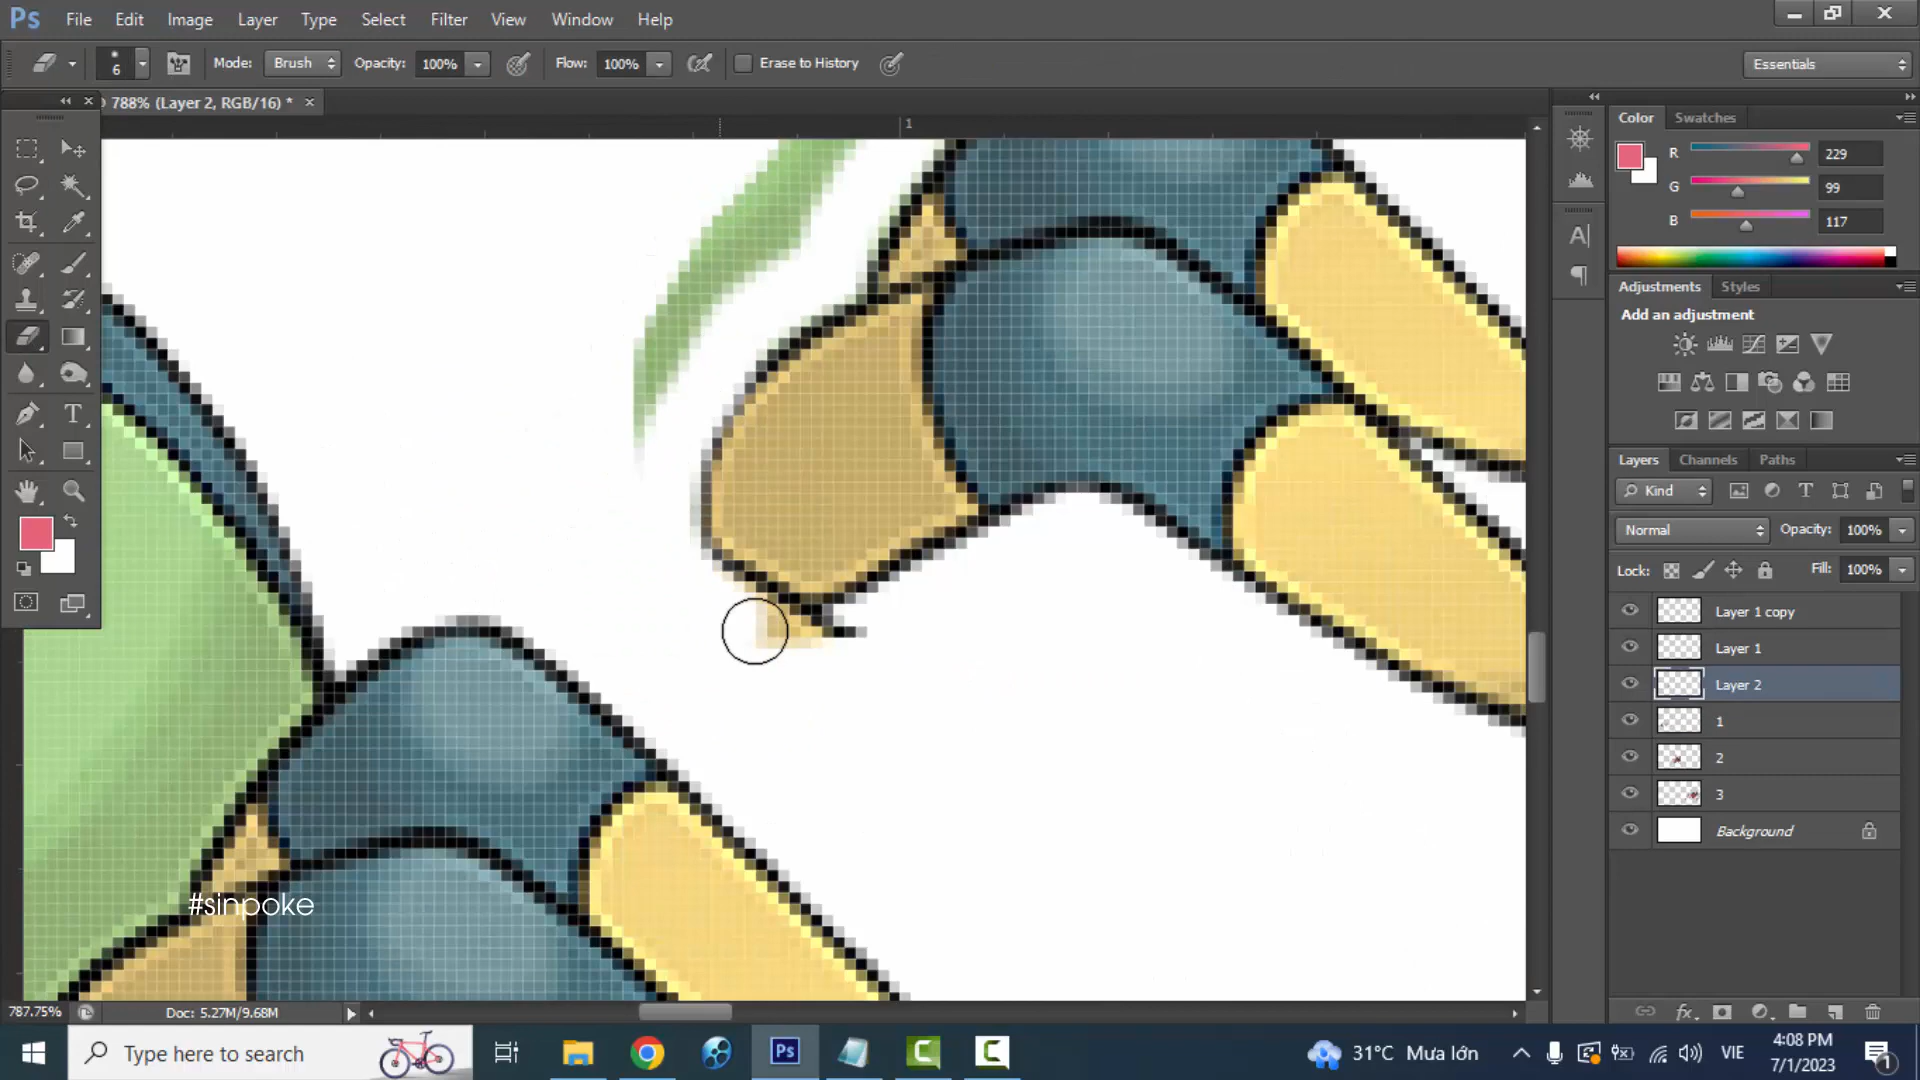 Ps File Edit Image Layer Type Select Filter View Window Help
6 Mode: Brush Opacity: 100% Flow: 100% Erase to History Essentials
788% (Layer 2, RGB/16) * ×
1
Color Swatches
R 229
G 99
B 117
Adjustments Styles
Add an adjustment
Layers Channels Paths
Kind
Normal Opacity: 100%
Lock: Fill: 100%
Layer 1 copy
Layer 1
Layer 2
1
2
3
Background
#sinpoke
787.75% Doc: 5.27M/9.68M
Type here to search Ps 31°C Mưa lớn VIE 4:08 PM
7/1/2023
1